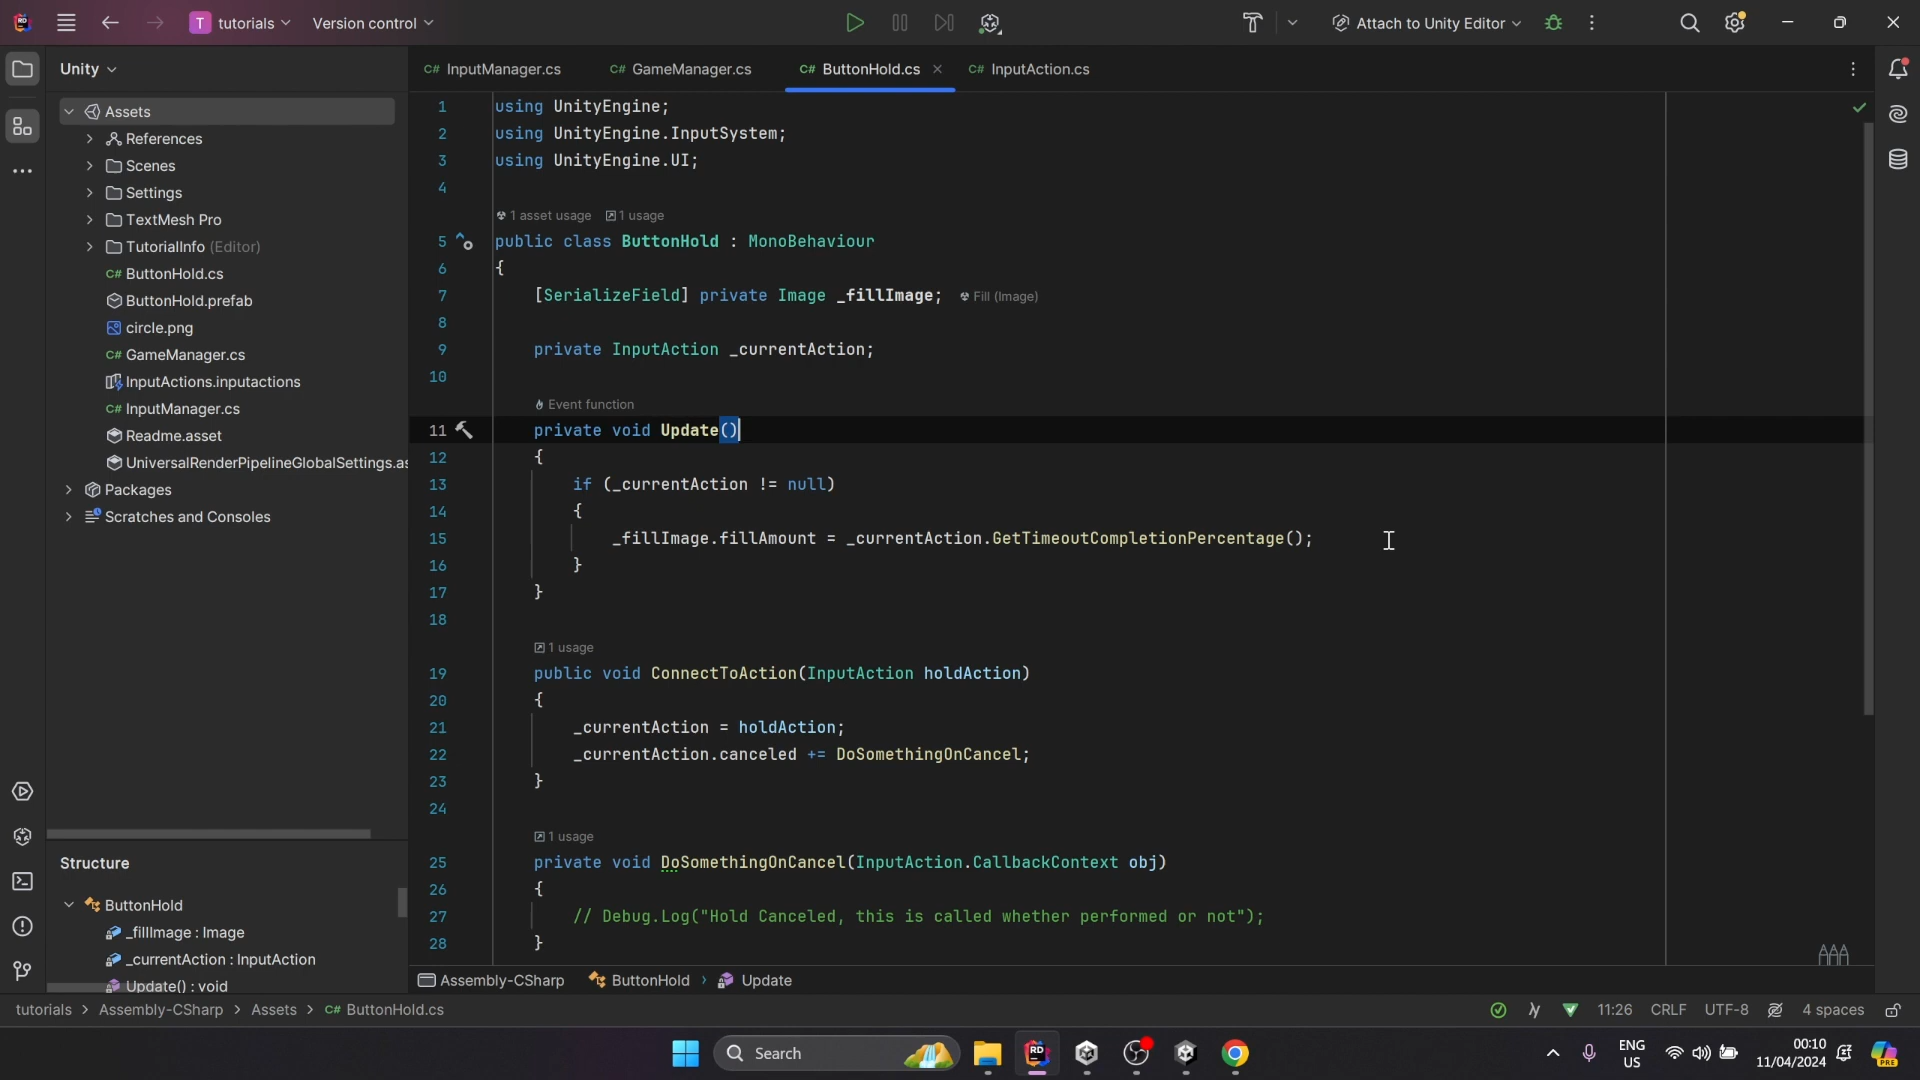 T tutorials
Version control
Attach to Unity Editor
Unity
Assets
References
Scenes
Settings
TextMesh Pro
TutorialInfo (Editor)
C# ButtonHold.cs
ButtonHold.prefab
circle.png
C# GameManager.cs
InputActions.inputactions
C# InputManager.cs
Readme.asset
UniversalRenderPipelineGlobalSettings.as
Packages
Scratches and Consoles
Structure
ButtonHold
_fillImage : Image
_currentAction : InputAction
Update() : void
C# InputManager.cs
C# GameManager.cs
C# ButtonHold.cs
C# InputAction.cs
1 using UnityEngine;
2 using UnityEngine.InputSystem;
3 using UnityEngine.UI;
4
1 asset usage 1 usage
5 public class ButtonHold : MonoBehaviour
6 {
7 [SerializeField] private Image _fillImage; Fill (Image)
8
9 private InputAction _currentAction;
10
Event function
11 private void Update()
12 {
13 if (_currentAction != null)
14 {
15 _fillImage.fillAmount = _currentAction.GetTimeoutCompletionPercentage();
16 }
17 }
18
1 usage
19 public void ConnectToAction(InputAction holdAction)
20 {
21 _currentAction = holdAction;
22 _currentAction.canceled += DoSomethingOnCancel;
23 }
24
1 usage
25 private void DoSomethingOnCancel(InputAction.CallbackContext obj)
26 {
27 // Debug.Log("Hold Canceled, this is called whether performed or not");
28 }
Assembly-CSharp ButtonHold › Update
tutorials › Assembly-CSharp › Assets › C# ButtonHold.cs
11:26 CRLF UTF-8 4 spaces
Search
ENG
US
00:10
11/04/2024
PRE